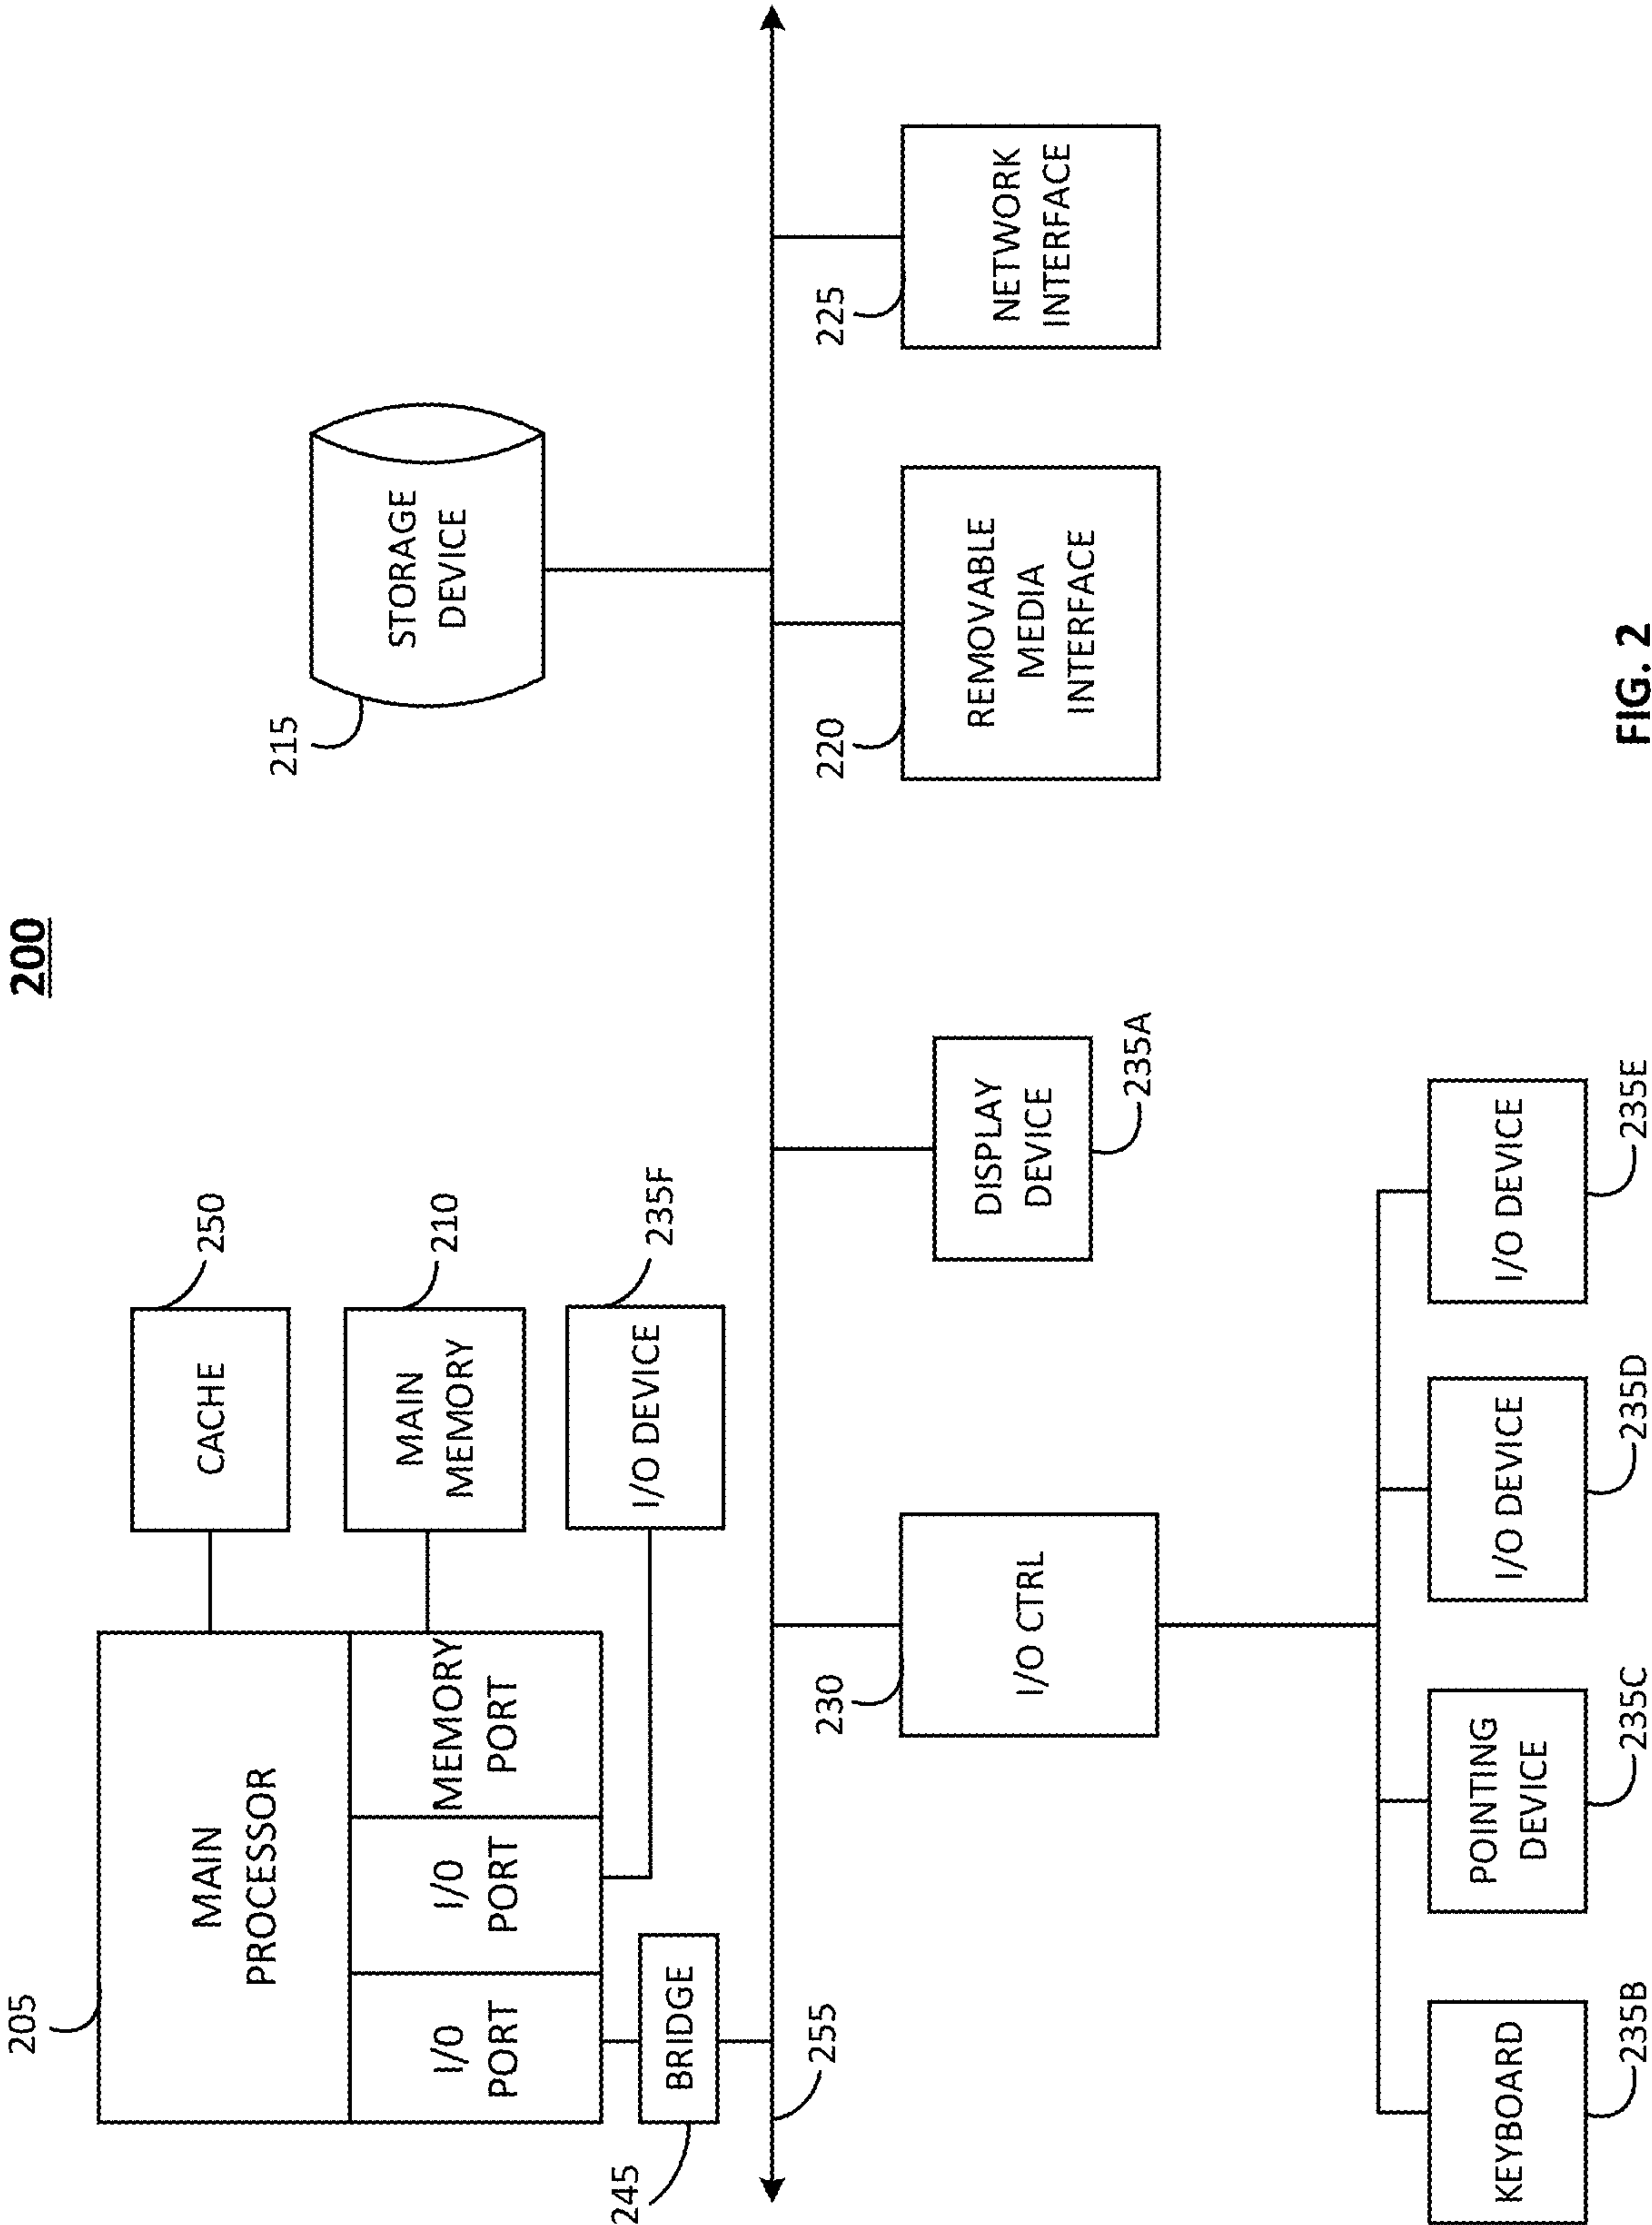 200
205
MAIN
PROCESSOR
I/O
PORT
I/O
PORT
MEMORY
PORT
CACHE
250
MAIN
MEMORY
210
I/O DEVICE
235F
245
BRIDGE
255
215
STORAGE
DEVICE
230
I/O CTRL
DISPLAY
DEVICE
235A
220
REMOVABLE
MEDIA
INTERFACE
225
NETWORK
INTERFACE
KEYBOARD
235B
POINTING
DEVICE
235C
I/O DEVICE
235D
I/O DEVICE
235E
FIG. 2